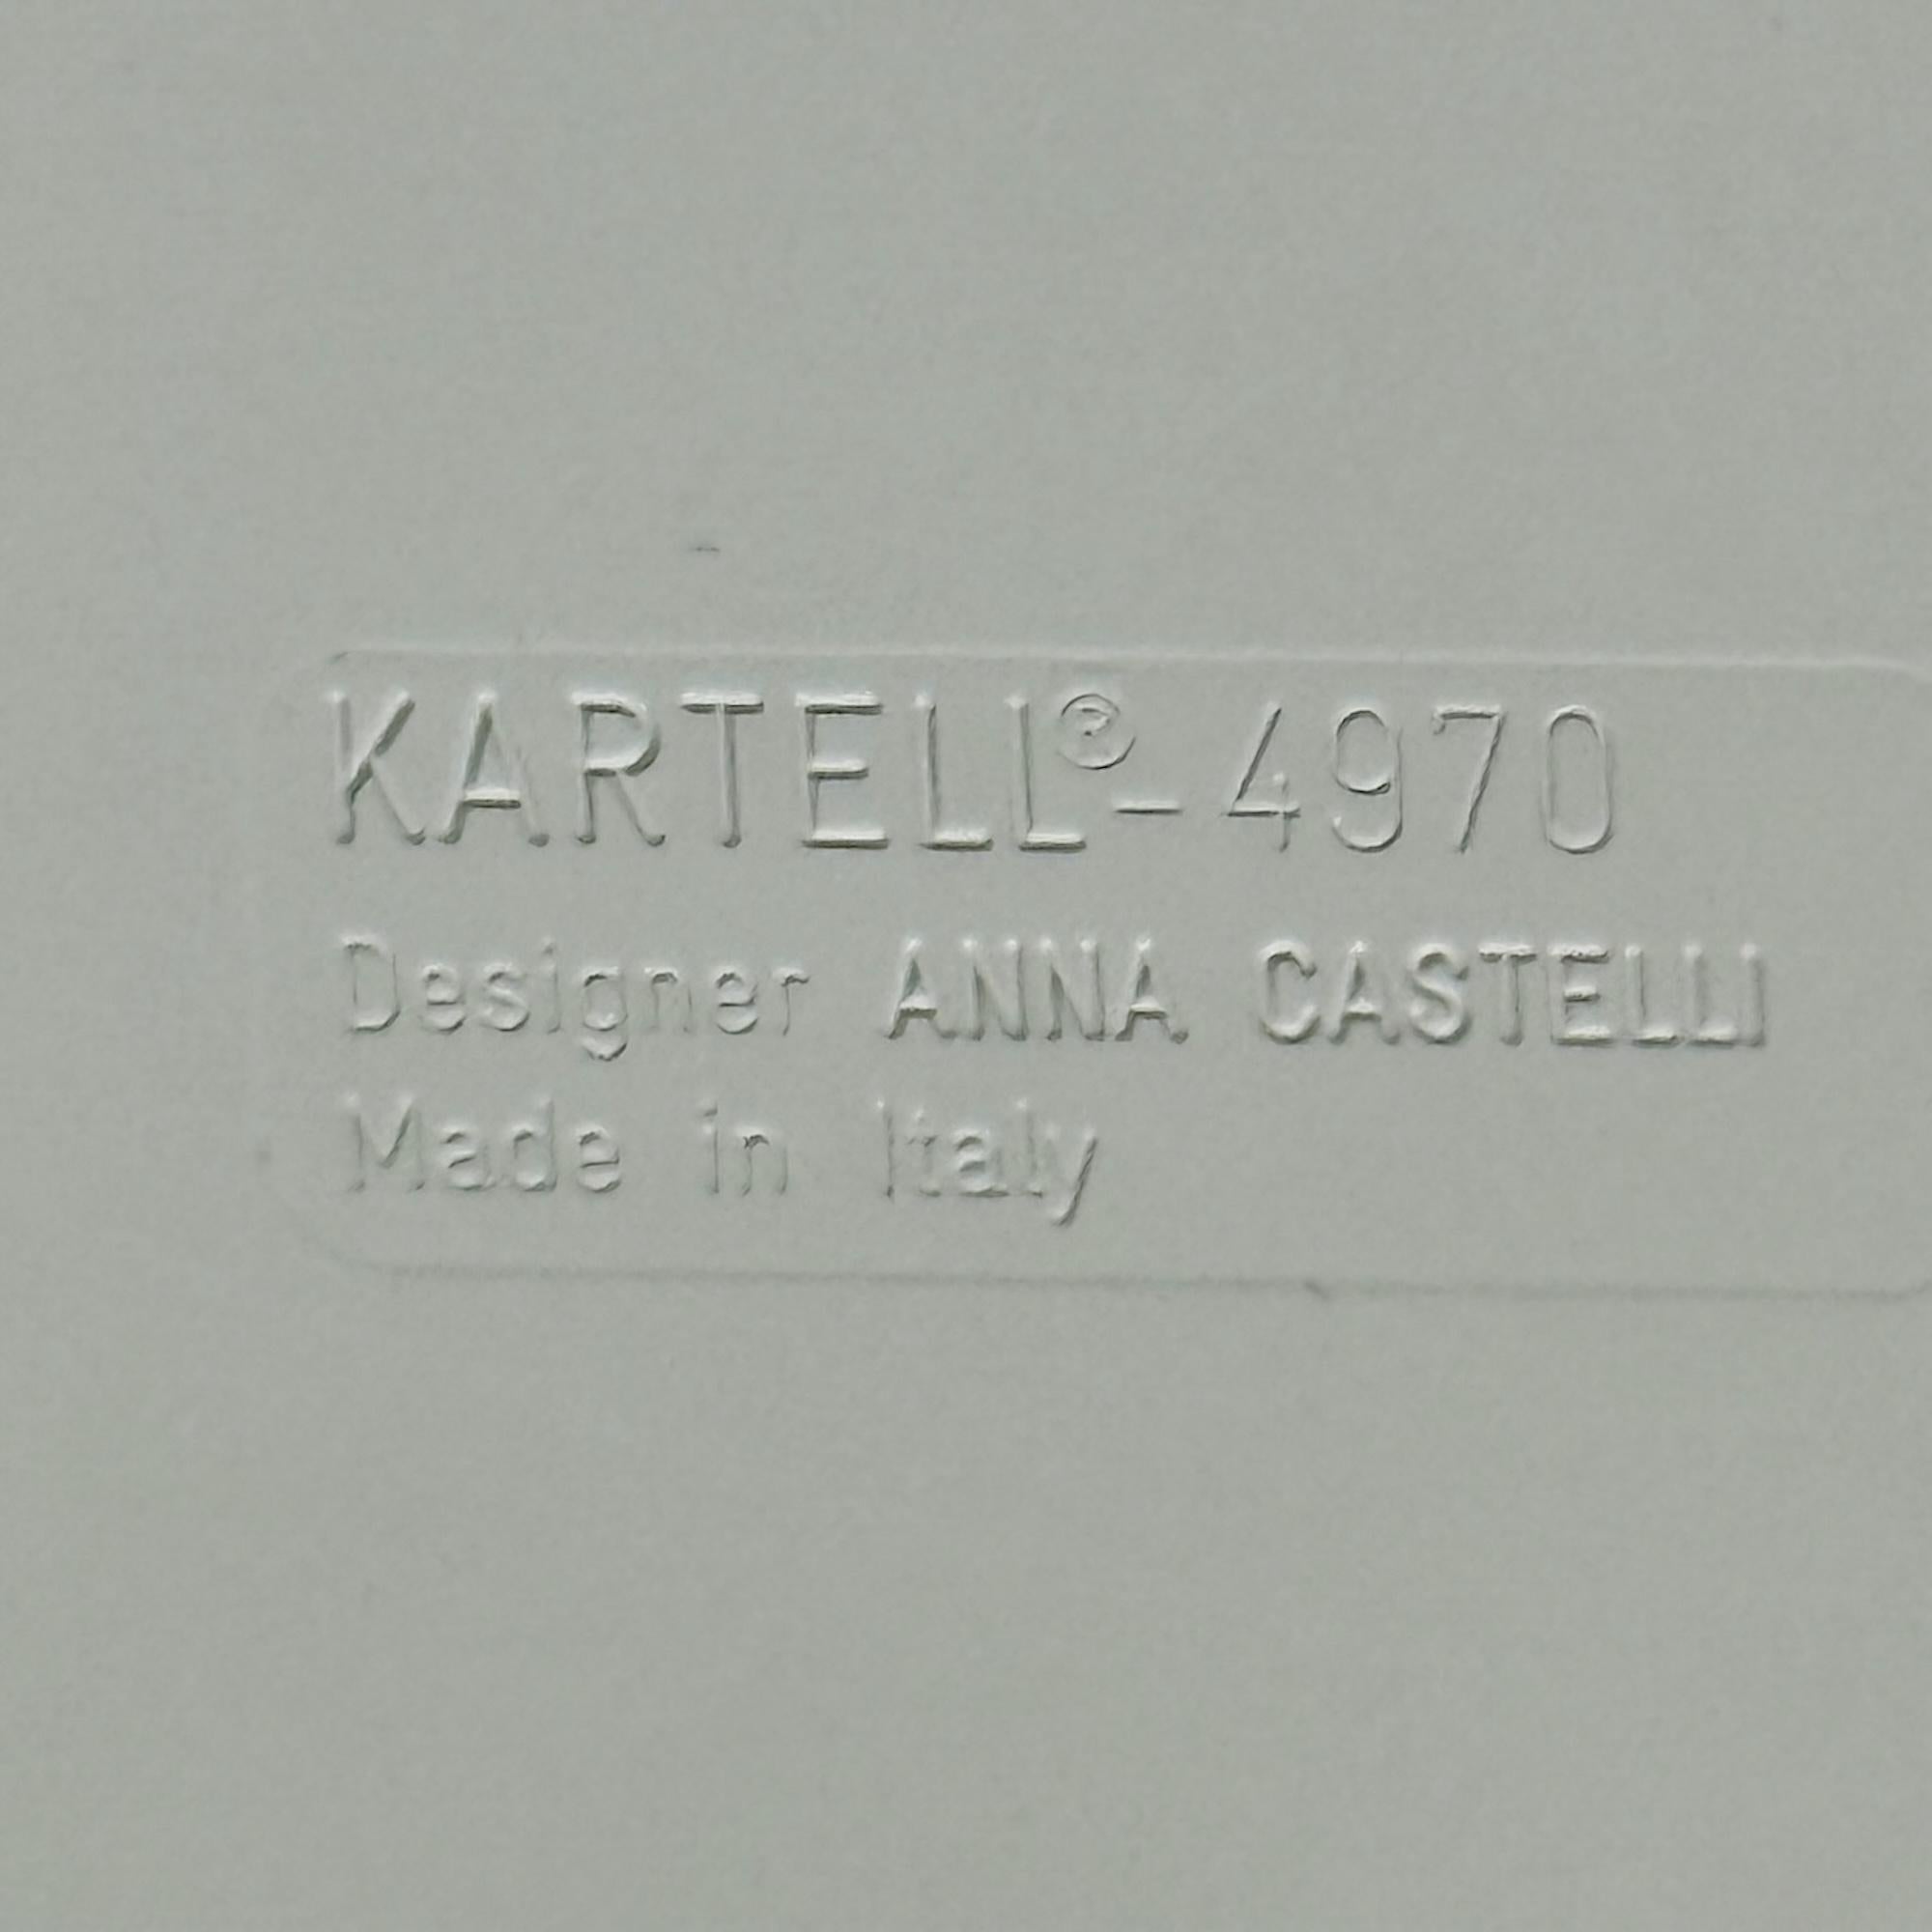 KARTELL®-4970
Designer ANNA CASTELLI
Made in Italy